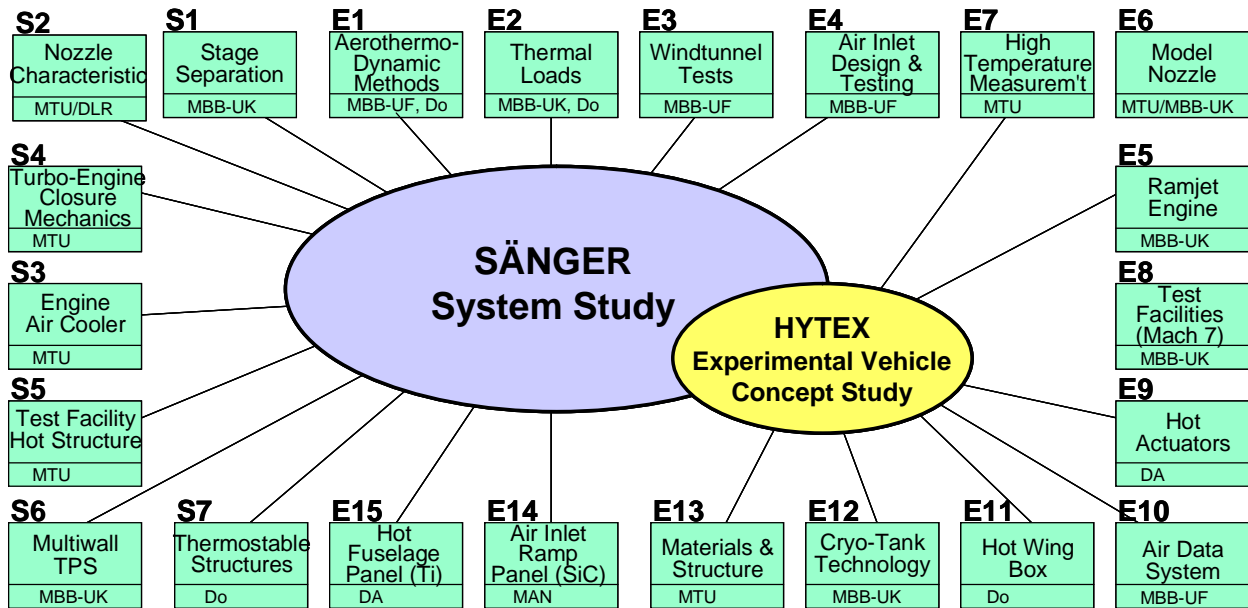 S2
Nozzle
Characteristic
MTU/DLR
S1
Stage
Separation
MBB-UK
E1
Aerothermo-
Dynamic
Methods
MBB-UF, Do
E2
Thermal
Loads
MBB-UK, Do
E3
Windtunnel
Tests
MBB-UF
E4
Air Inlet
Design &
Testing
MBB-UF
E7
High
Temperature
Measurem't
MTU
E6
Model
Nozzle
MTU/MBB-UK
S4
Turbo-Engine
Closure
Mechanics
MTU
E5
Ramjet
Engine
MBB-UK
SÄNGER
System Study
S3
Engine
Air Cooler
MTU
E8
Test
Facilities
(Mach 7)
MBB-UK
HYTEX
Experimental Vehicle
Concept Study
S5
Test Facility
Hot Structure
MTU
E9
Hot
Actuators
DA
S6
Multiwall
TPS
MBB-UK
S7
Thermostable
Structures
Do
E15
Hot
Fuselage
Panel (Ti)
DA
E14
Air Inlet
Ramp
Panel (SiC)
MAN
E13
Materials &
Structure
MTU
E12
Cryo-Tank
Technology
MBB-UK
E11
Hot Wing
Box
Do
E10
Air Data
System
MBB-UF